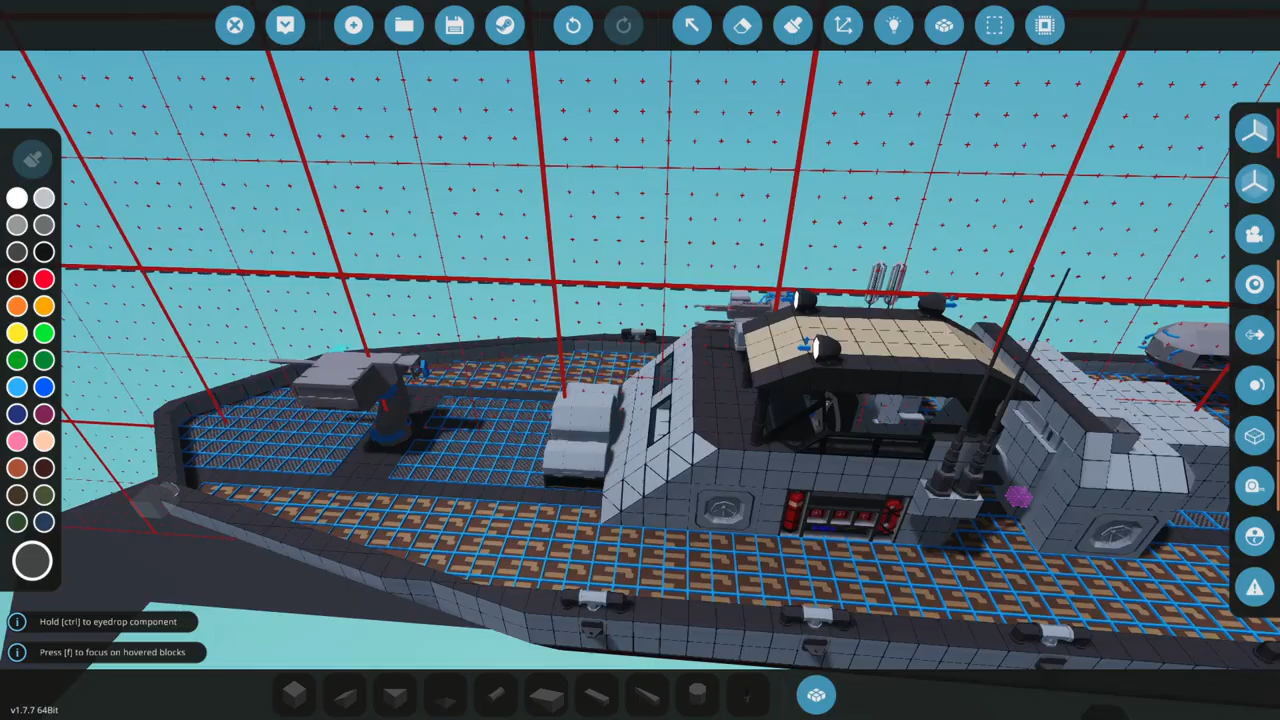 Hold [ctrl] to eyedrop component
Press [f] to focus on hovered blocks
v1.7.7 64Bit